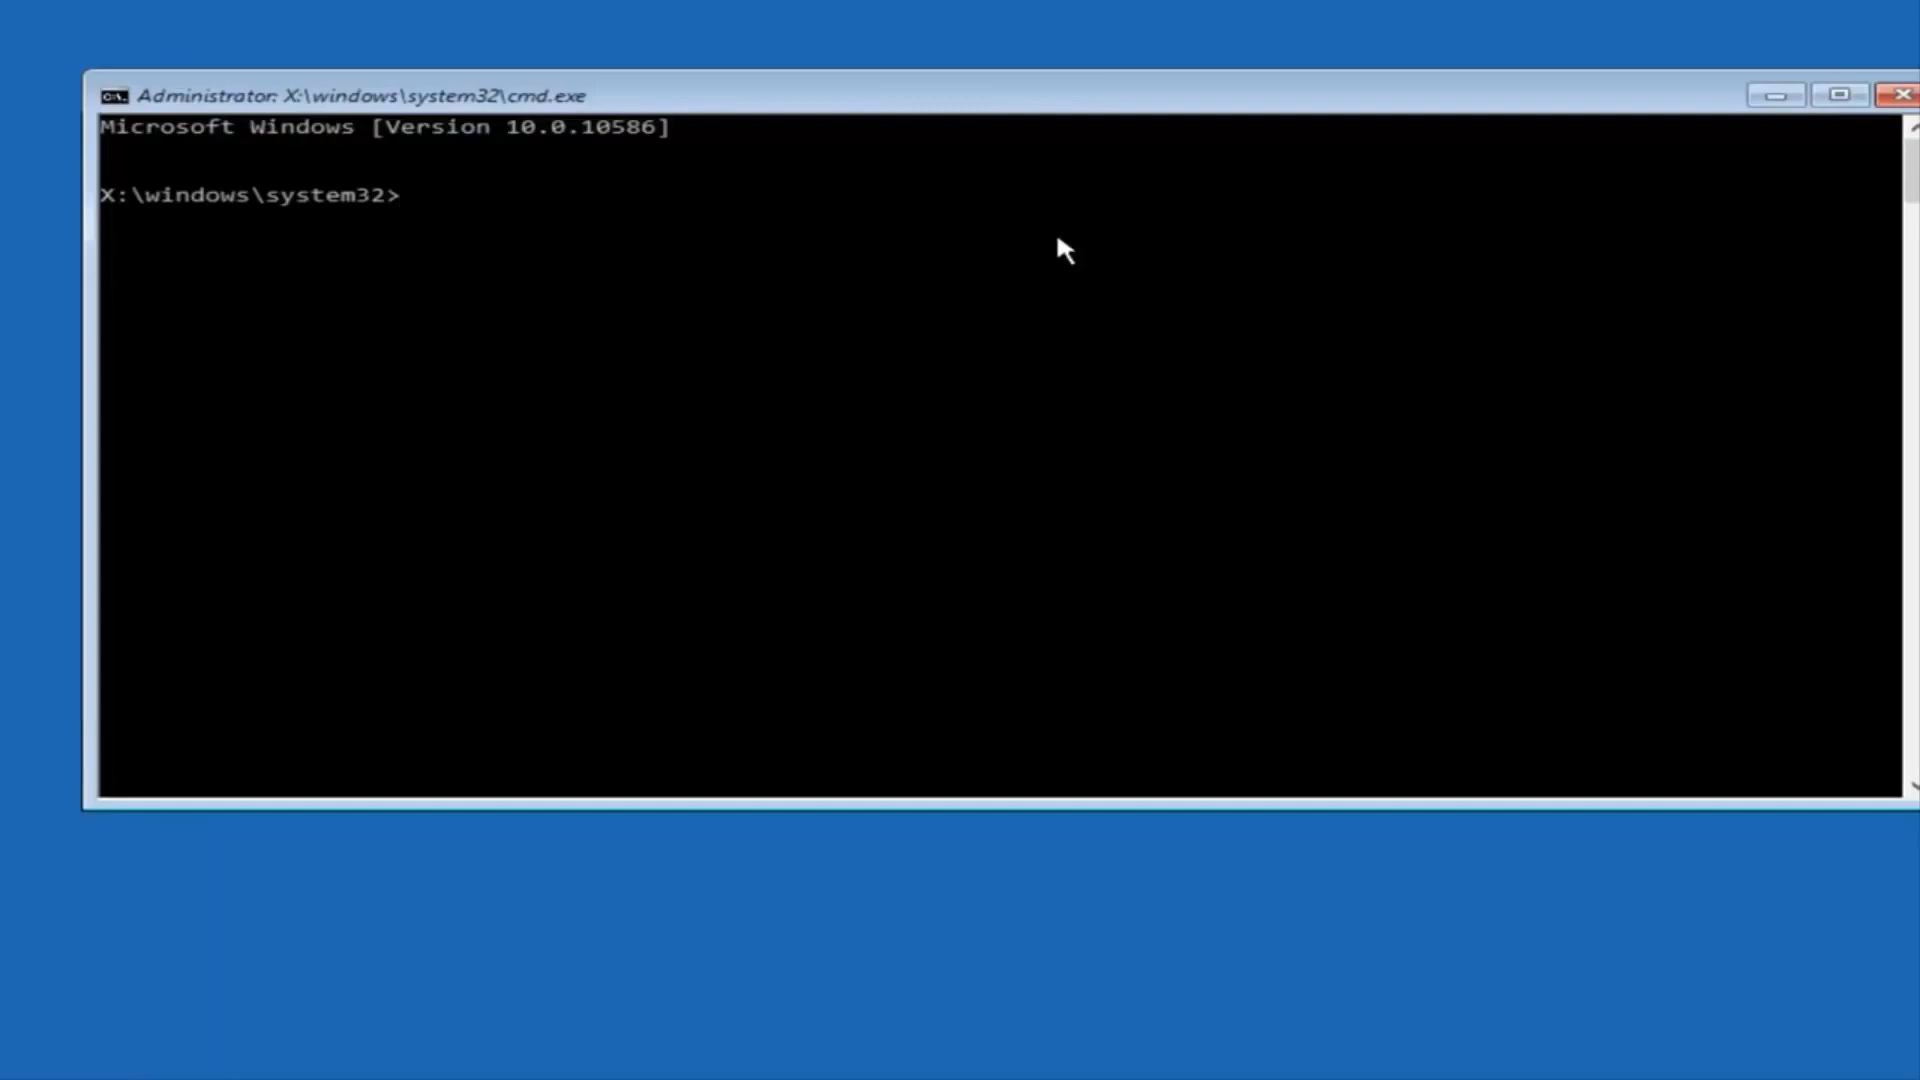 Administrator: X:\windows\system32\cmd.exe
Microsoft Windows [Version 10.0.10586]
X:\windows\system32>